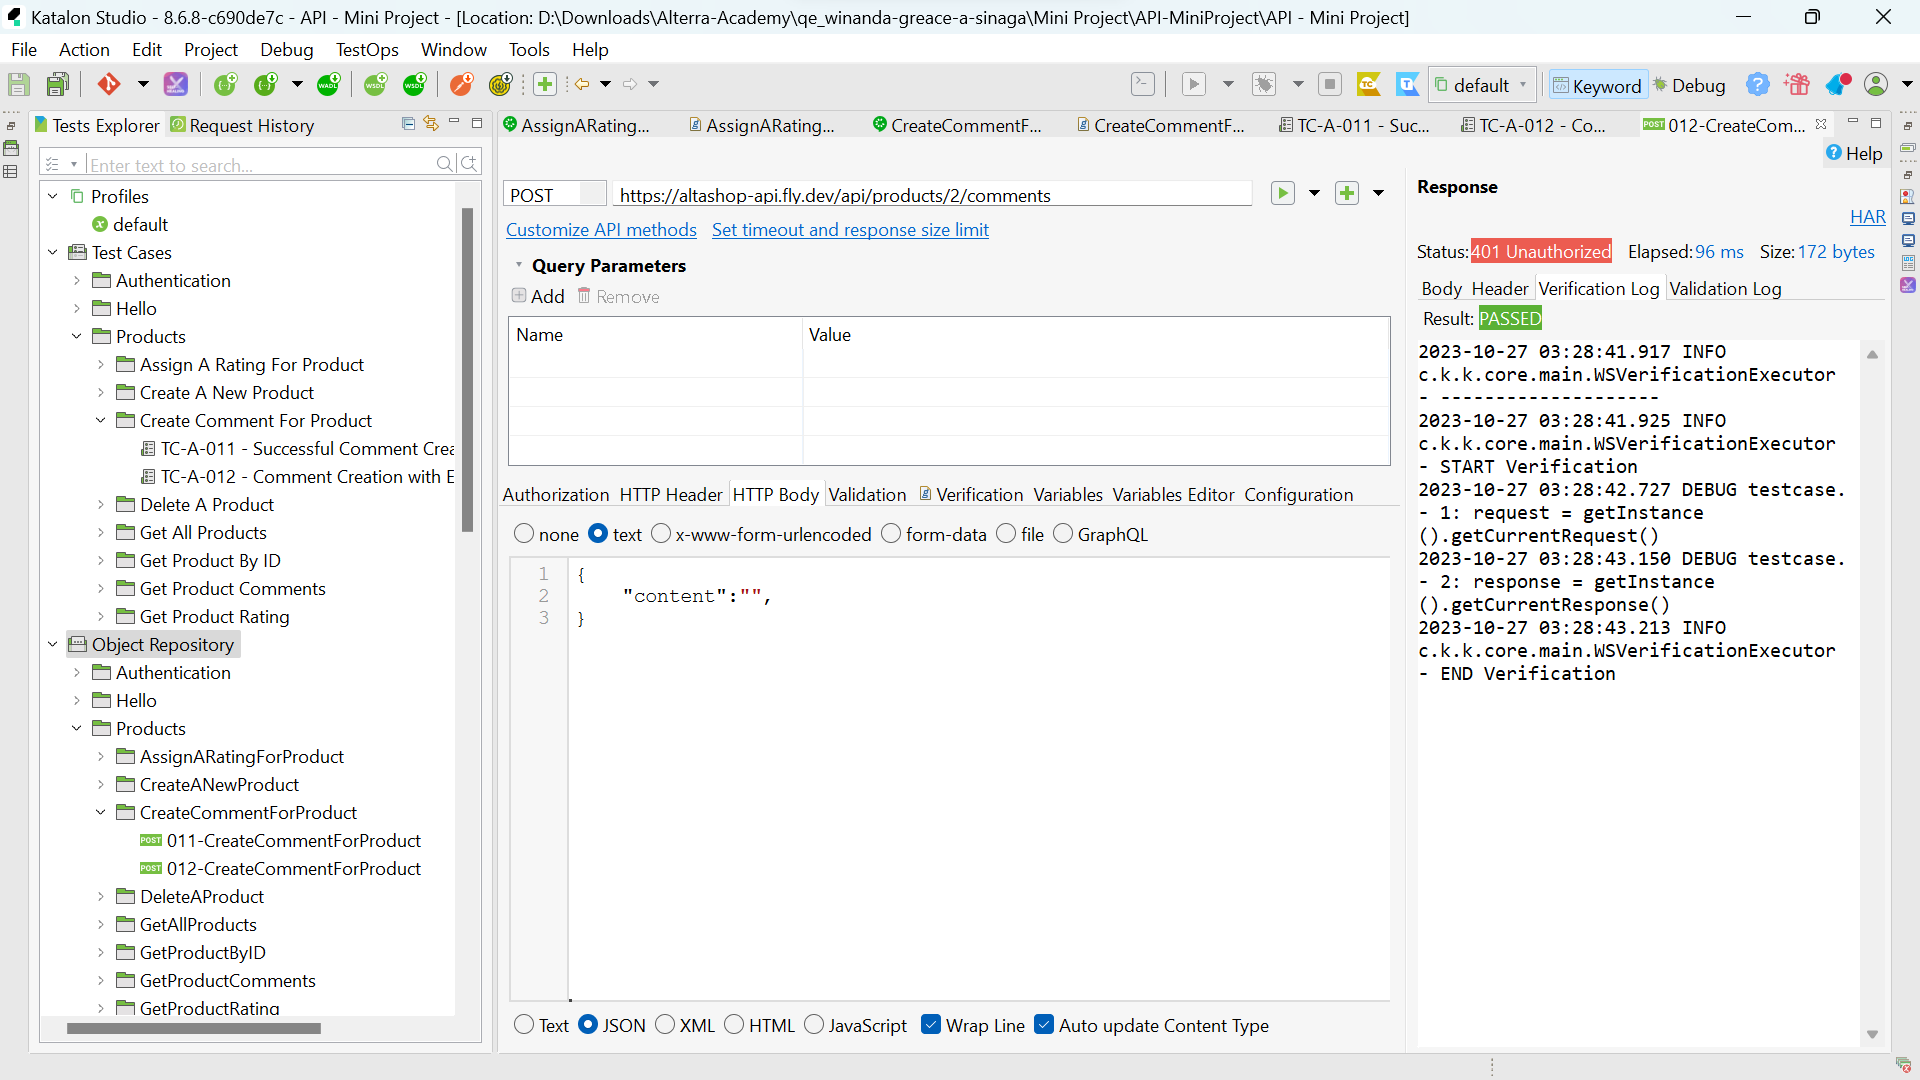 Katalon Studio - 8.6.8-c690de7c - API - Mini Project - [Location: D:\Downloads\Alterra-Academy\qe_winanda-greace-a-sinaga\Mini Project\API-MiniProject\API - Mini Project]
File Action Edit Project Debug TestOps Window Tools Help
default Keyword Debug
Tests Explorer Request History
Enter text to search...
Profiles
default
Test Cases
Authentication
Hello
Products
Assign A Rating For Product
Create A New Product
Create Comment For Product
TC-A-011 - Successful Comment Crea
TC-A-012 - Comment Creation with E
Delete A Product
Get All Products
Get Product By ID
Get Product Comments
Get Product Rating
Object Repository
Authentication
Hello
Products
AssignARatingForProduct
CreateANewProduct
CreateCommentForProduct
POST 011-CreateCommentForProduct
POST 012-CreateCommentForProduct
DeleteAProduct
GetAllProducts
GetProductByID
GetProductComments
GetProductRating
AssignARating... AssignARating... CreateCommentF... CreateCommentF... TC-A-011 - Suc... TC-A-012 - Co... POST 012-CreateCom...
Help
POST https://altashop-api.fly.dev/api/products/2/comments
Customize API methods Set timeout and response size limit
Query Parameters
Add Remove
Name Value
Authorization HTTP Header HTTP Body Validation Verification Variables Variables Editor Configuration
none text x-www-form-urlencoded form-data file GraphQL
1 {
2 "content":"",
3 }
Text JSON XML HTML JavaScript Wrap Line Auto update Content Type
Response
HAR
Status: 401 Unauthorized Elapsed: 96 ms Size: 172 bytes
Body Header Verification Log Validation Log
Result: PASSED
2023-10-27 03:28:41.917 INFO
c.k.k.core.main.WSVerificationExecutor
- --------------------
2023-10-27 03:28:41.925 INFO
c.k.k.core.main.WSVerificationExecutor
- START Verification
2023-10-27 03:28:42.727 DEBUG testcase.
- 1: request = getInstance
().getCurrentRequest()
2023-10-27 03:28:43.150 DEBUG testcase.
- 2: response = getInstance
().getCurrentResponse()
2023-10-27 03:28:43.213 INFO
c.k.k.core.main.WSVerificationExecutor
- END Verification